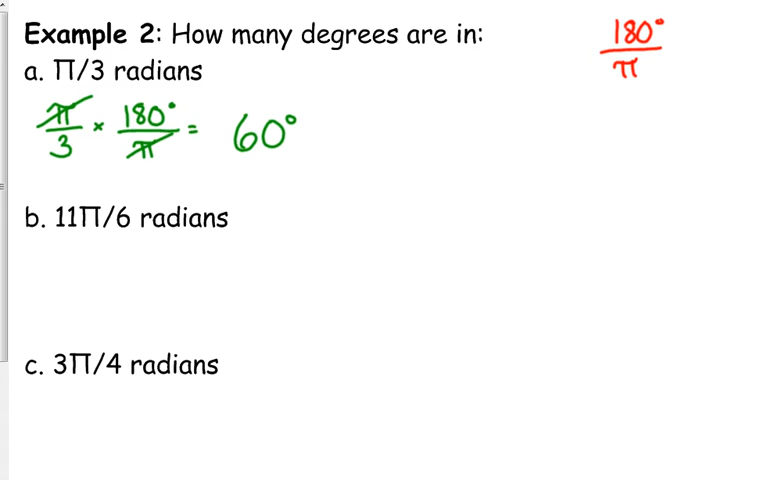 Example 2: How many degrees are in:
180°/π
a. Π/3 radians
π/3 × 180°/π = 60°
b. 11Π/6 radians
c. 3Π/4 radians